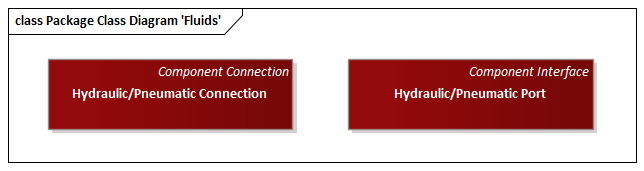 class Package Class Diagram 'Fluids'
Component Connection
Hydraulic/Pneumatic Connection
Component Interface
Hydraulic/Pneumatic Port